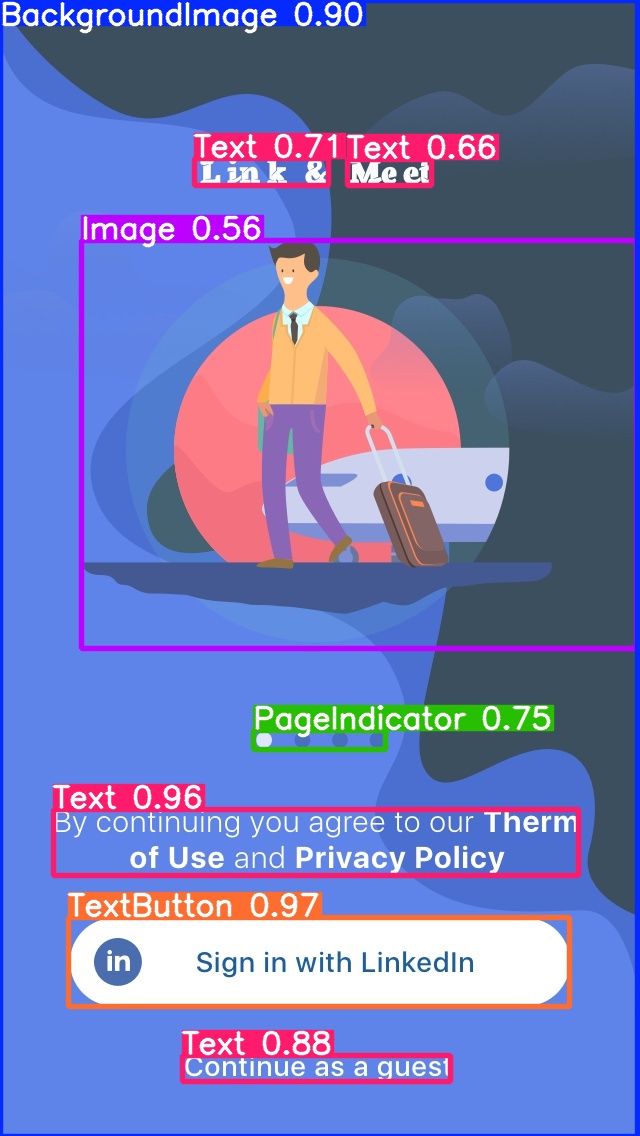 BackgroundImage 0.90
Text 0.71 Text 0.66
Link & Meet
Image 0.56
PageIndicator 0.75
Text 0.96
By continuing you agree to our Therm
of Use and Privacy Policy
TextButton 0.97
in Sign in with LinkedIn
Text 0.88
Continue as a guest